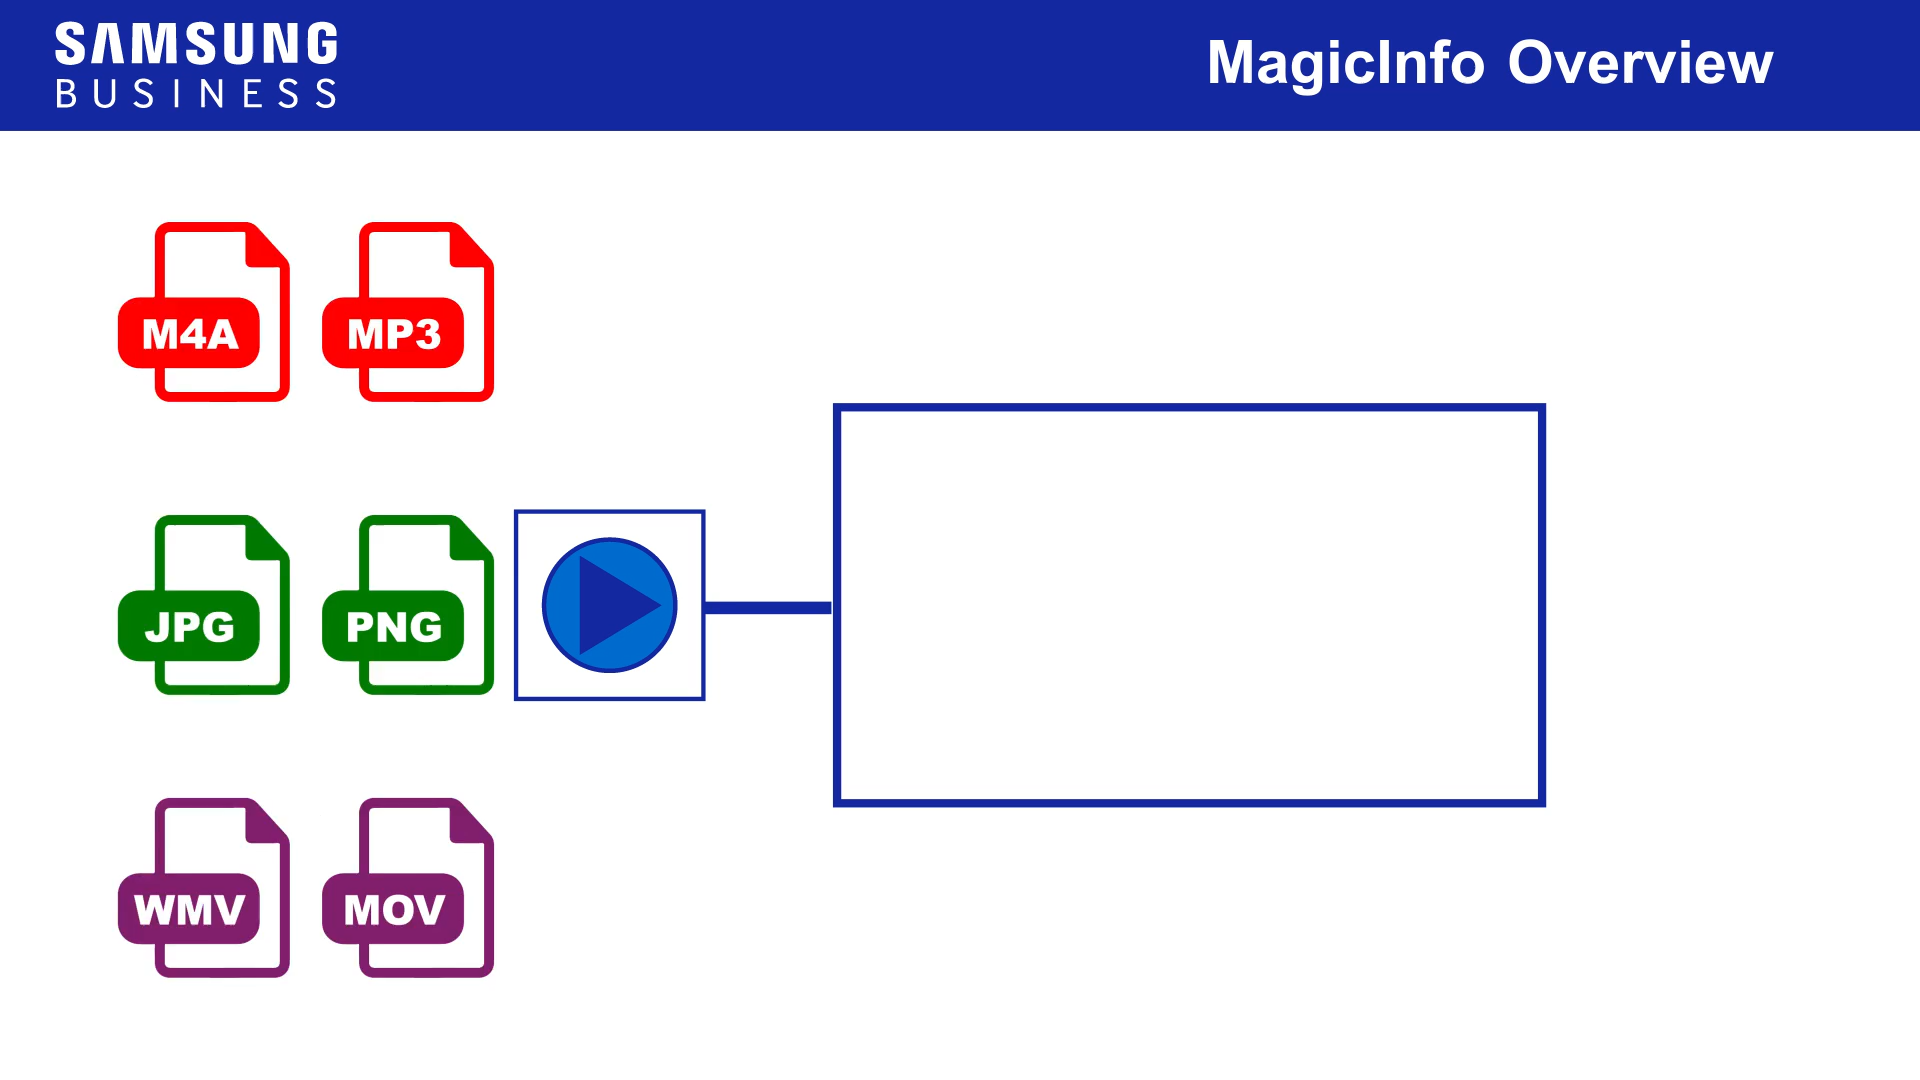 SAMSUNG
BUSINESS
MagicInfo Overview
M4A
MP3
JPG
PNG
WMV
MOV